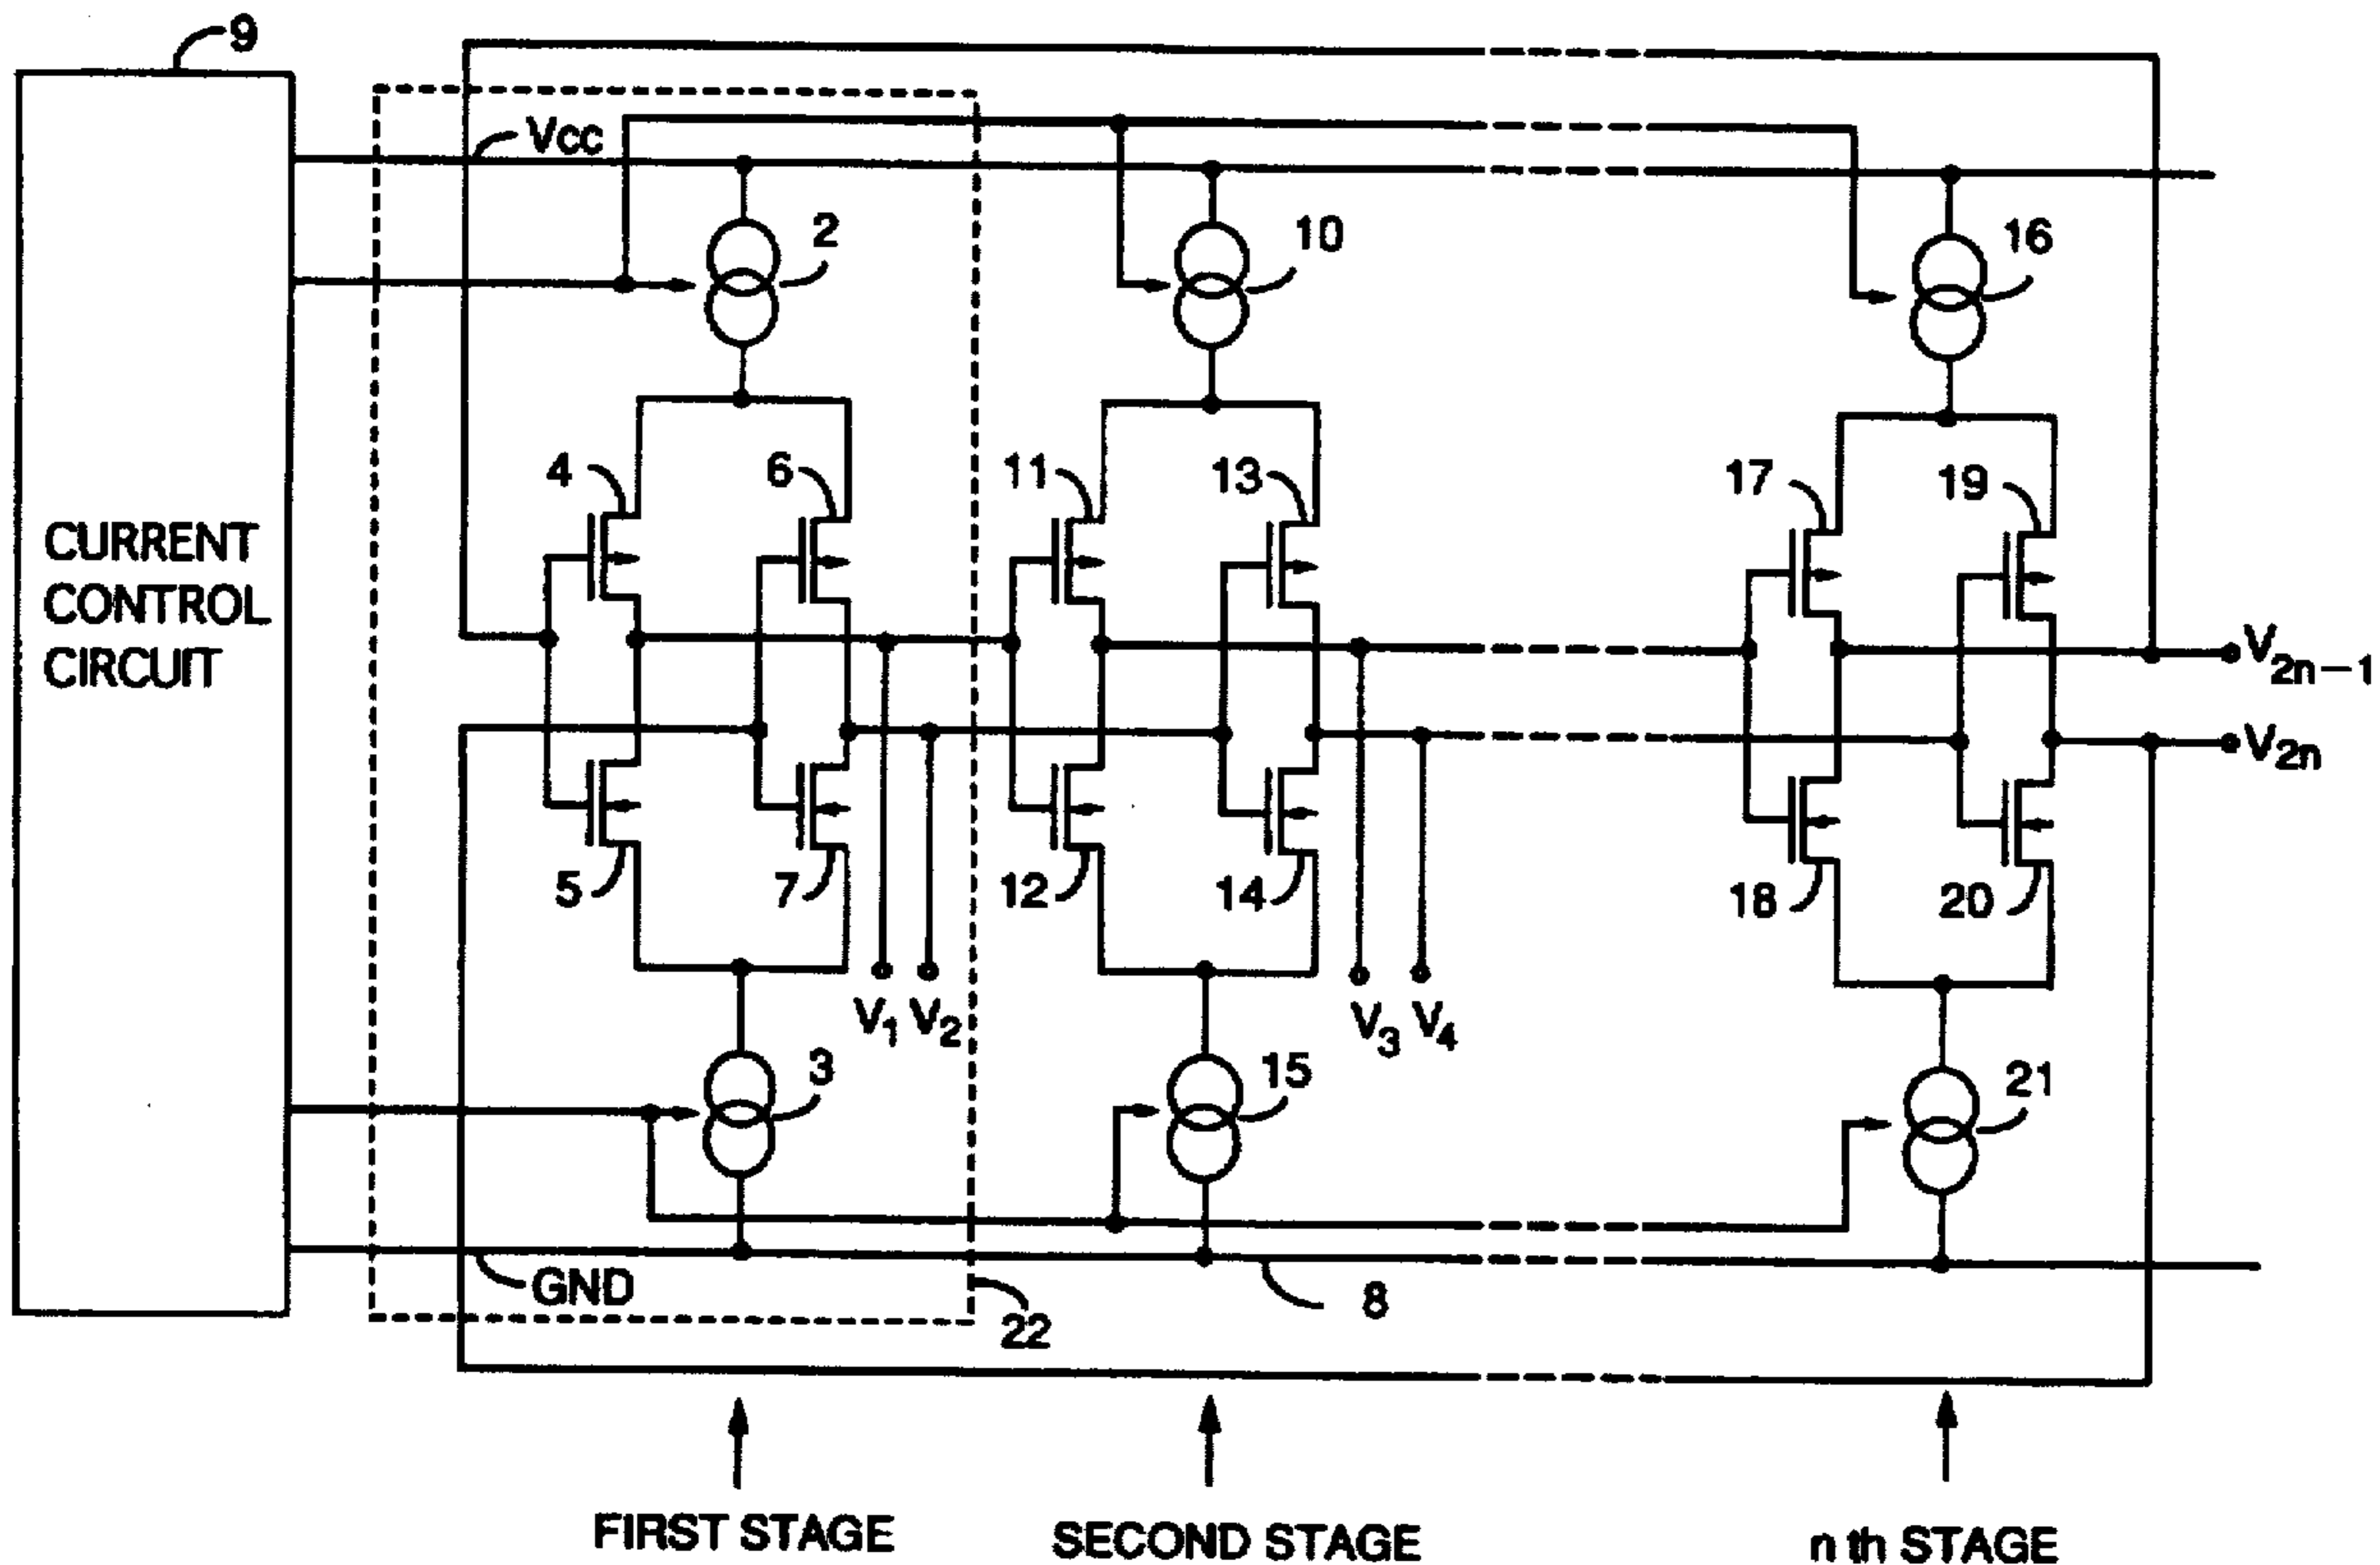 9
Vcc
2
10
16
4
6
11
13
17
19
CURRENT
CONTROL
CIRCUIT
V2n-1
V2n
5
7
12
14
18
20
V1
V2
V3
V4
3
15
21
GND
22
8
FIRST STAGE
SECOND STAGE
n th STAGE